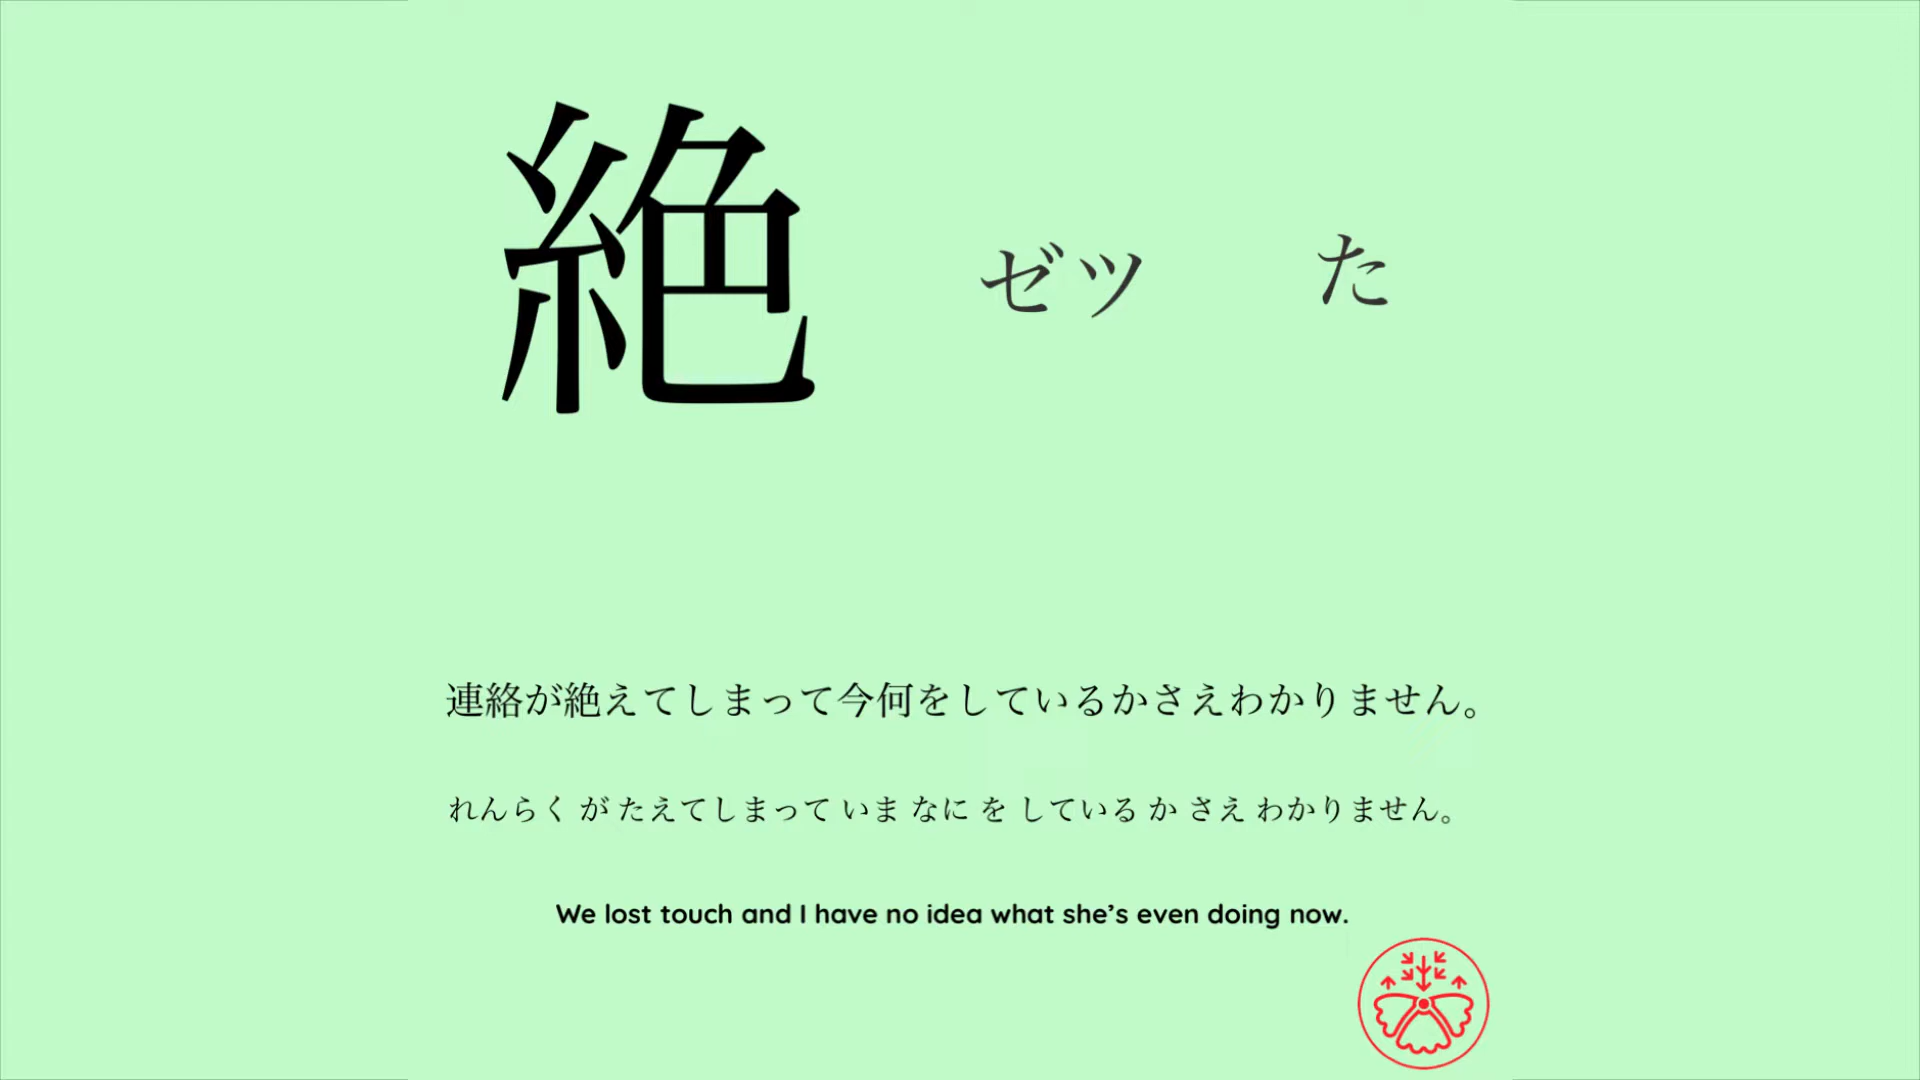 絶 ゼツ た
連絡が絶えてしまって今何をしているかさえわかりません。
れんらく が たえてしまって いま なに を している か さえ わかりません。
We lost touch and I have no idea what she’s even doing now.